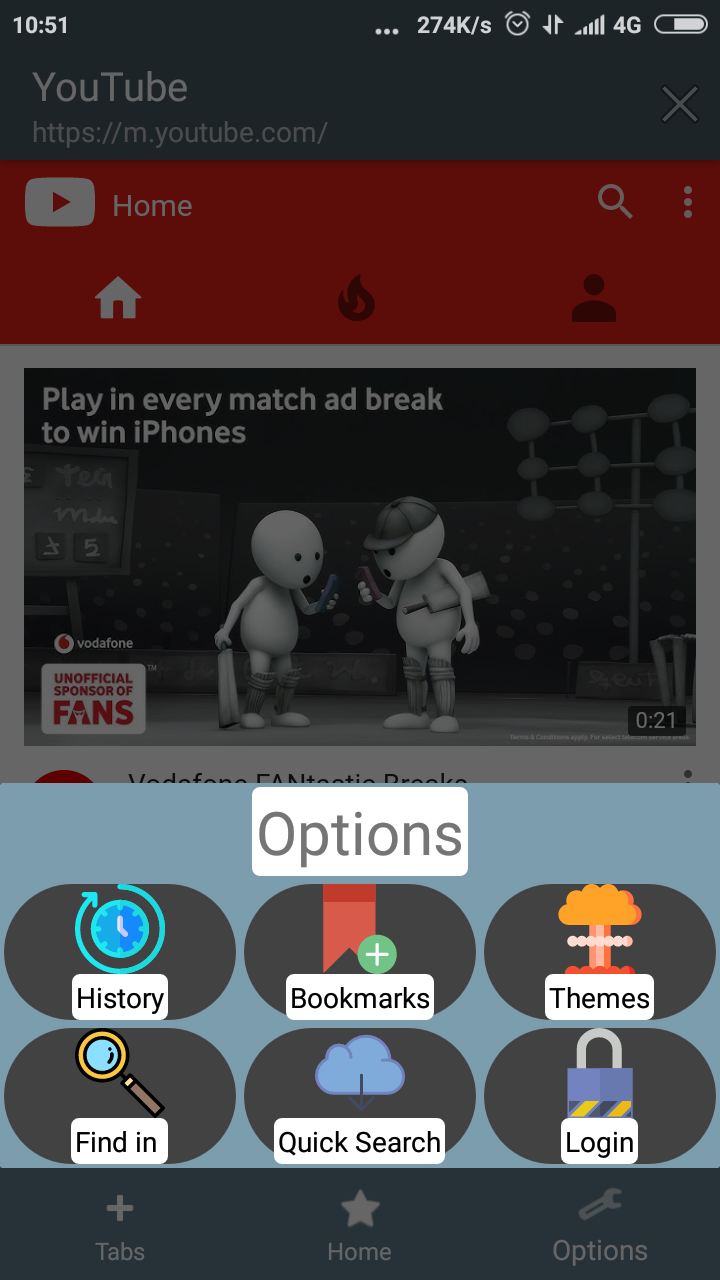 10:51
... 274K/s 4G
YouTube
https://m.youtube.com/
Home
Play in every match ad break
to win iPhones
5
vodafone
UNOFFICIAL
SPONSOR OF
FANS
TM
0:21
Terms & Conditions apply. For select telecom service areas.
Vodafone FANtastic Breaks
Options
History
Bookmarks
Themes
Find in
Quick Search
Login
Tabs
Home
Options